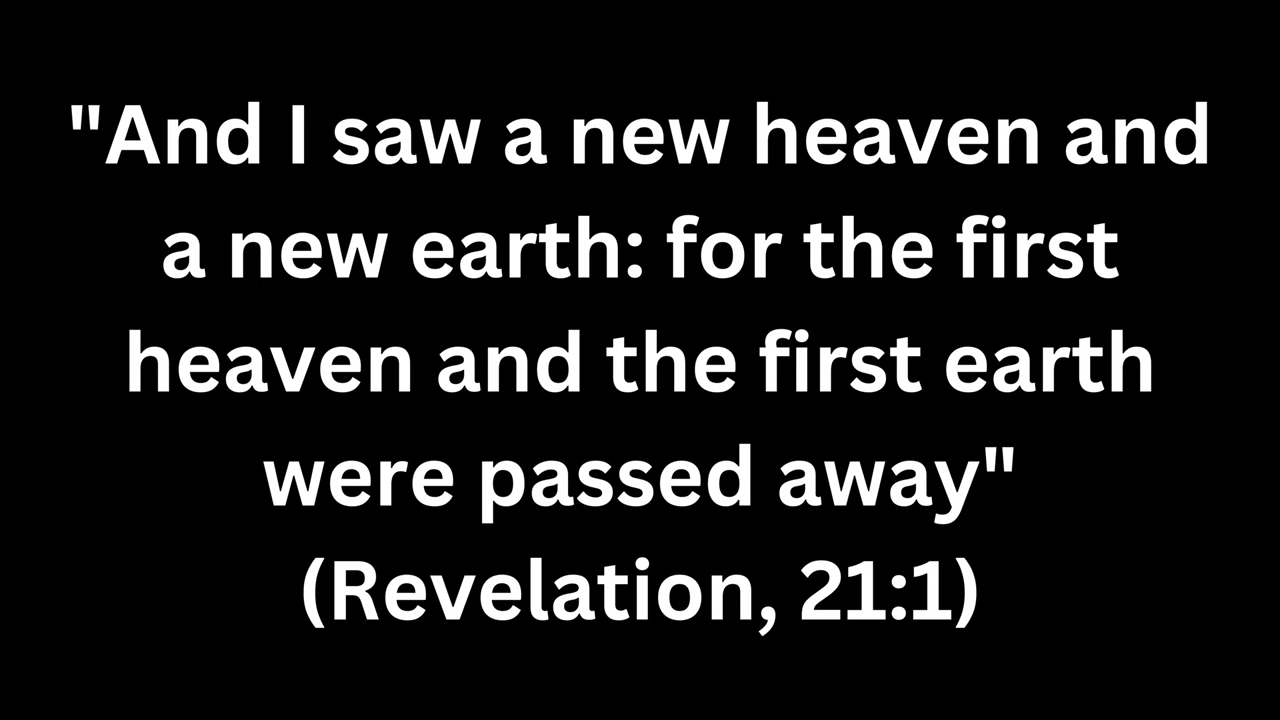 "And I saw a new heaven and
a new earth: for the first
heaven and the first earth
were passed away"
(Revelation, 21:1)